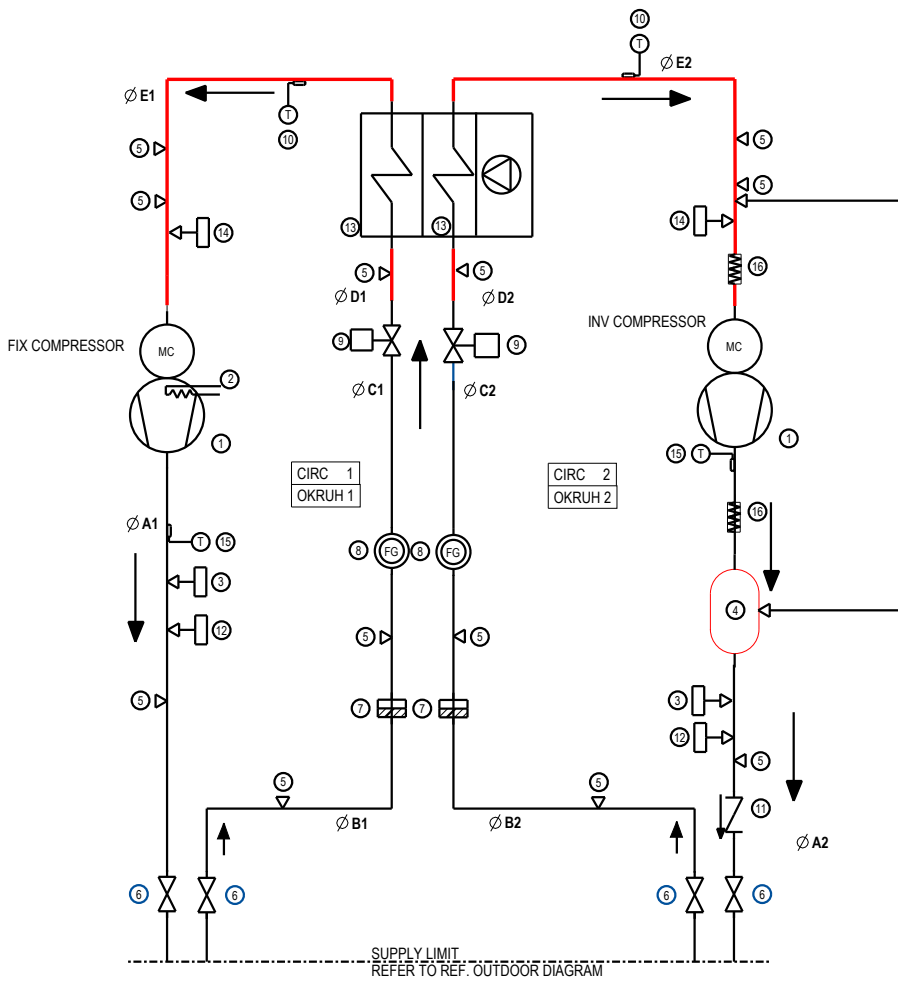 10
T
Ø E2
Ø E1
T
10
5
5
5
5
14
13
13
14
5
5
16
Ø D1
Ø D2
INV COMPRESSOR
FIX COMPRESSOR
MC
9
9
MC
2
Ø C1
Ø C2
1
1
15
T
CIRC 1
OKRUH 1
CIRC 2
OKRUH 2
16
Ø A1
T
15
8
FG
8
FG
3
4
12
5
5
5
3
7
7
12
5
5
5
11
Ø B1
Ø B2
Ø A2
6
6
6
6
SUPPLY LIMIT
REFER TO REF. OUTDOOR DIAGRAM